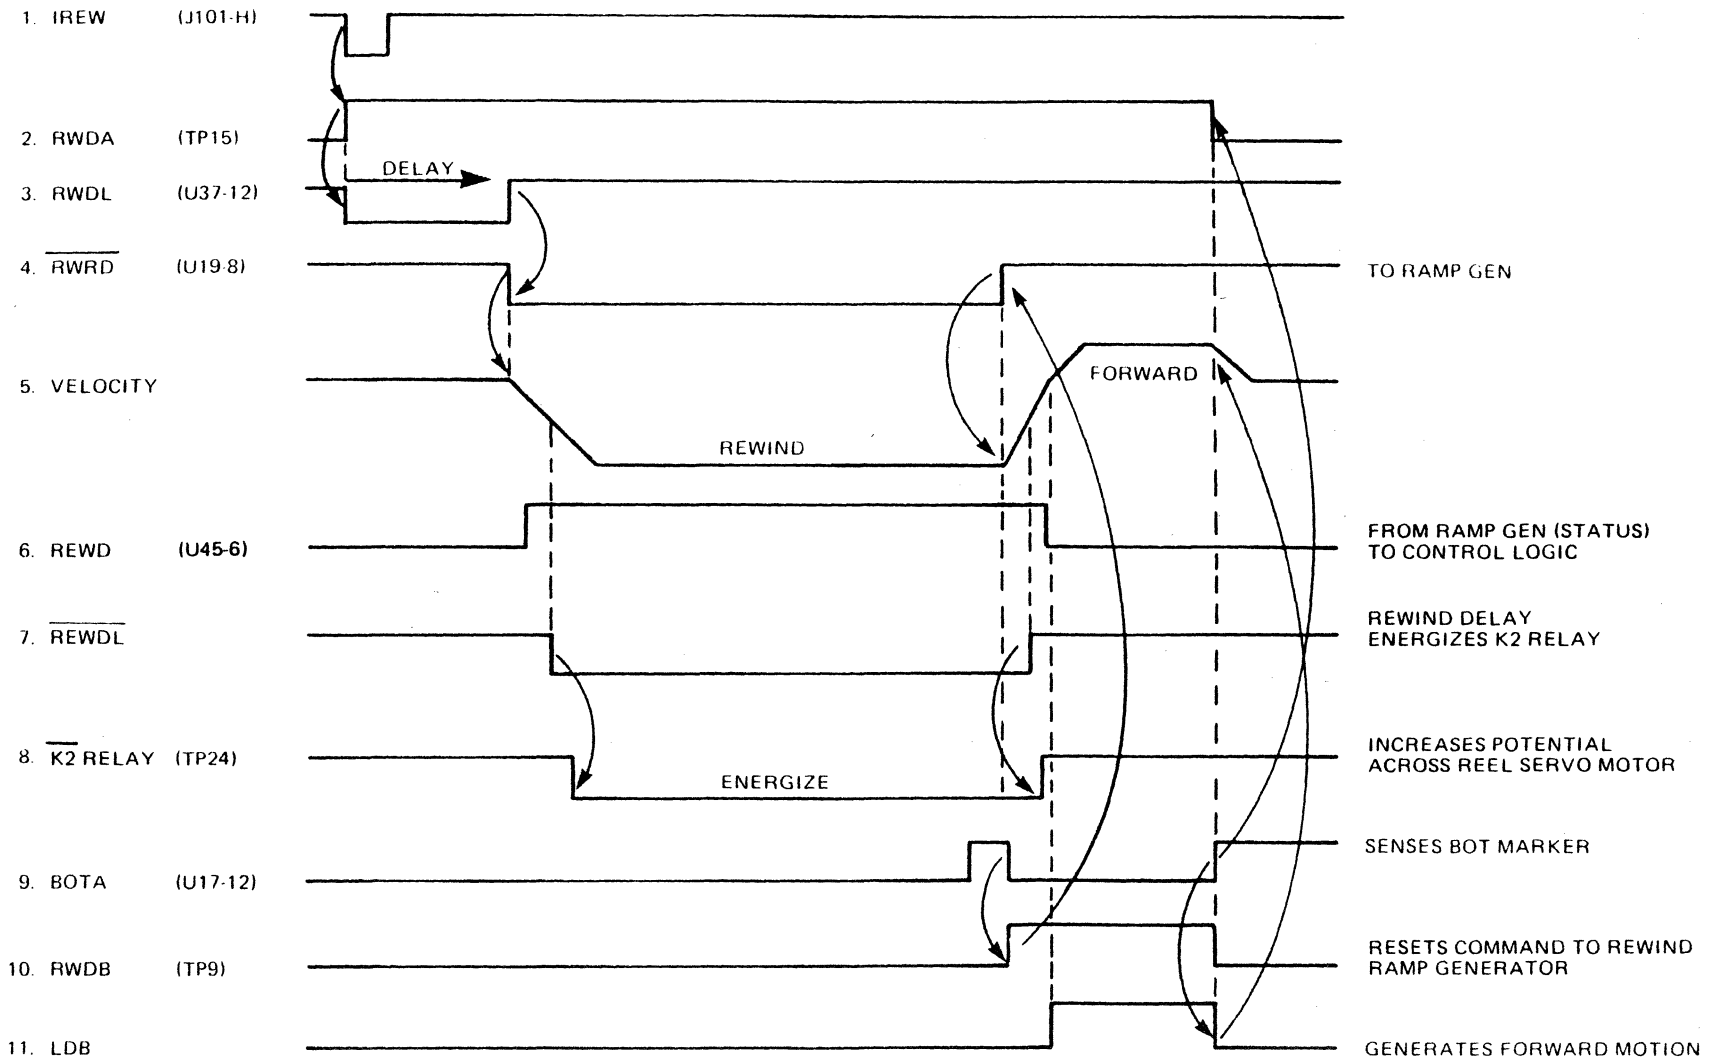 1. IREW (J101-H)
2. RWDA (TP15)
DELAY
3. RWDL (U37-12)
4. RWRD (U19-8) TO RAMP GEN
5. VELOCITY FORWARD
REWIND
6. REWD (U45-6) FROM RAMP GEN (STATUS)
TO CONTROL LOGIC
7. REWDL REWIND DELAY
ENERGIZES K2 RELAY
8. K2 RELAY (TP24) INCREASES POTENTIAL
ACROSS REEL SERVO MOTOR
ENERGIZE
9. BOTA (U17-12) SENSES BOT MARKER
10. RWDB (TP9) RESETS COMMAND TO REWIND
RAMP GENERATOR
11. LDB GENERATES FORWARD MOTION